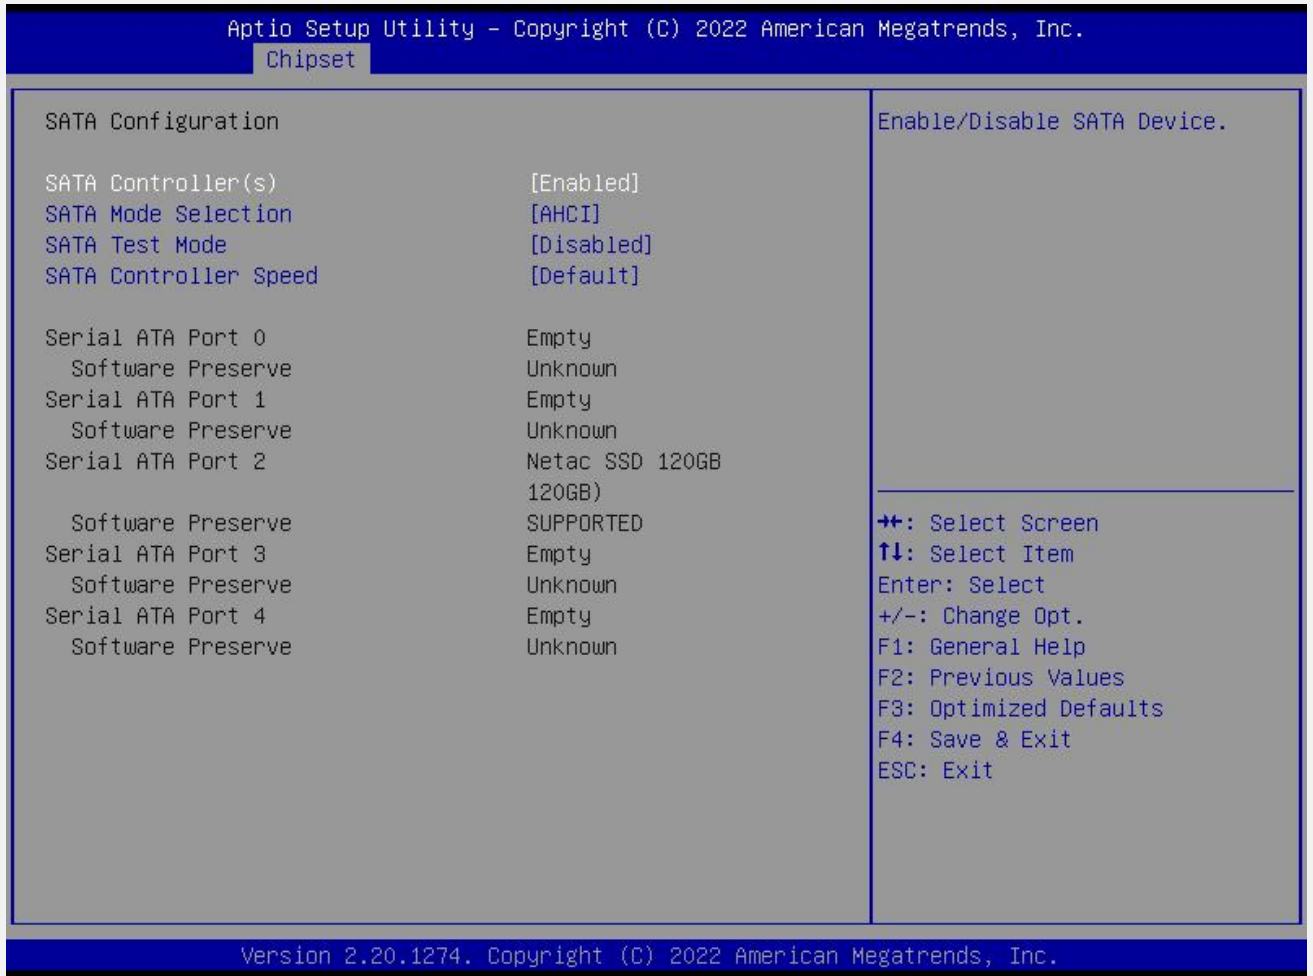 Aptio Setup Utility – Copyright (C) 2022 American Megatrends, Inc.
Chipset
SATA Configuration
SATA Controller(s) [Enabled]
SATA Mode Selection [AHCI]
SATA Test Mode [Disabled]
SATA Controller Speed [Default]
Serial ATA Port 0 Empty
Software Preserve Unknown
Serial ATA Port 1 Empty
Software Preserve Unknown
Serial ATA Port 2 Netac SSD 120GB
120GB)
Software Preserve SUPPORTED
Serial ATA Port 3 Empty
Software Preserve Unknown
Serial ATA Port 4 Empty
Software Preserve Unknown
Enable/Disable SATA Device.
→←: Select Screen
↑↓: Select Item
Enter: Select
+/-: Change Opt.
F1: General Help
F2: Previous Values
F3: Optimized Defaults
F4: Save & Exit
ESC: Exit
Version 2.20.1274. Copyright (C) 2022 American Megatrends, Inc.